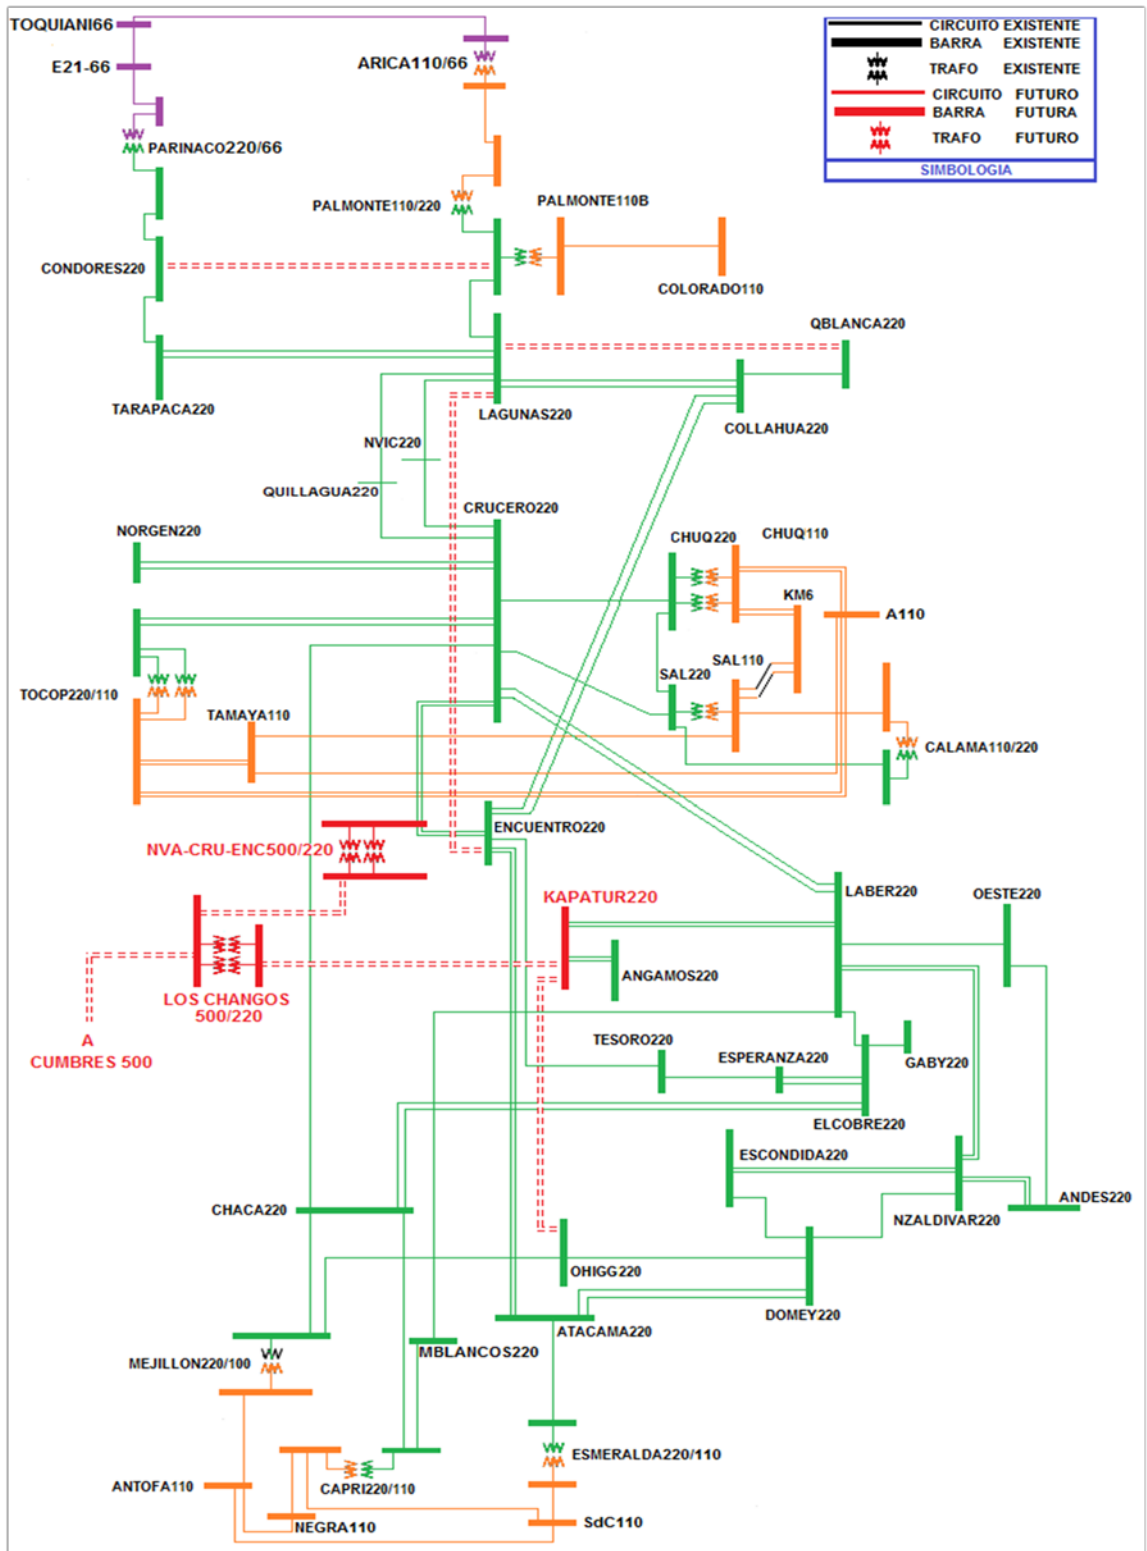 TOQUIANI66
E21-66
ARICA110/66
CIRCUITO EXISTENTE
BARRA EXISTENTE
TRAFO EXISTENTE
CIRCUITO FUTURO
BARRA FUTURA
TRAFO FUTURO
SIMBOLOGIA
PARINACO220/66
PALMONTE110/220
PALMONTE110B
CONDORES220
COLORADO110
QBLANCA220
TARAPACA220
LAGUNAS220
COLLAHUA220
NVIC220
QUILLAGUA220
CRUCERO220
NORGEN220
CHUQ220
CHUQ110
KM6
A110
SAL110
SAL220
TOCOP220/110
TAMAYA110
CALAMA110/220
ENCUENTRO220
NVA-CRU-ENC500/220
KAPATUR220
LABER220
OESTE220
ANGAMOS220
LOS CHANGOS
500/220
A
CUMBRES 500
TESORO220
ESPERANZA220
GABY220
ELCOBRE220
ESCONDIDA220
CHACA220
NZALDIVAR220
ANDES220
OHIGG220
DOMEY220
ATACAMA220
MEJILLON220/100
MBLANCOS220
ESMERALDA220/110
ANTOFA110
CAPRI220/110
NEGRA110
SdC110